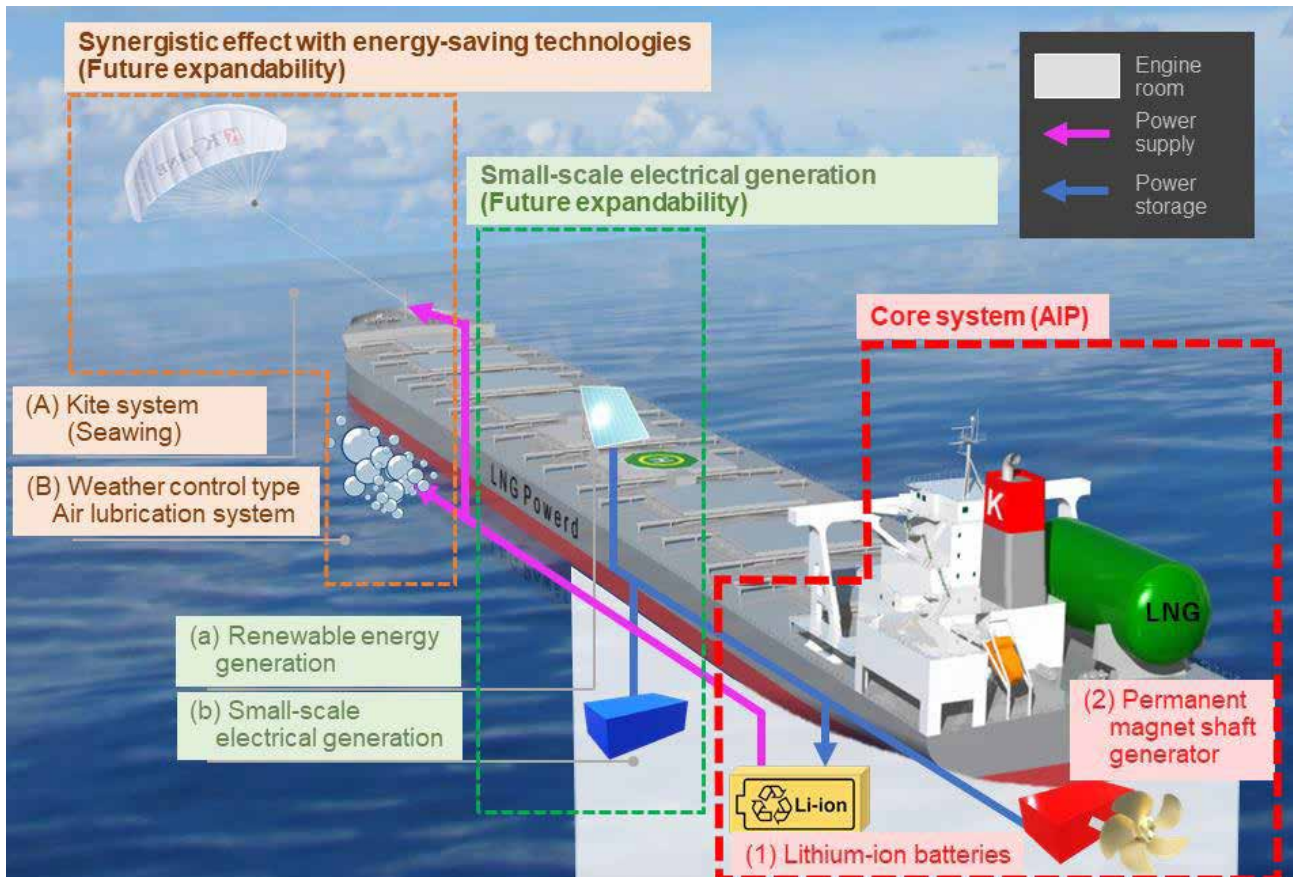 Synergistic effect with energy-saving technologies
(Future expandability)
Engine
room
Power
supply
Power
storage
K LINE
Small-scale electrical generation
(Future expandability)
Core system (AIP)
(A) Kite system
(Seawing)
(B) Weather control type
Air lubrication system
LNG Powerd
K
LNG
(a) Renewable energy
generation
(b) Small-scale
electrical generation
(2) Permanent
magnet shaft
generator
Li-ion
(1) Lithium-ion batteries